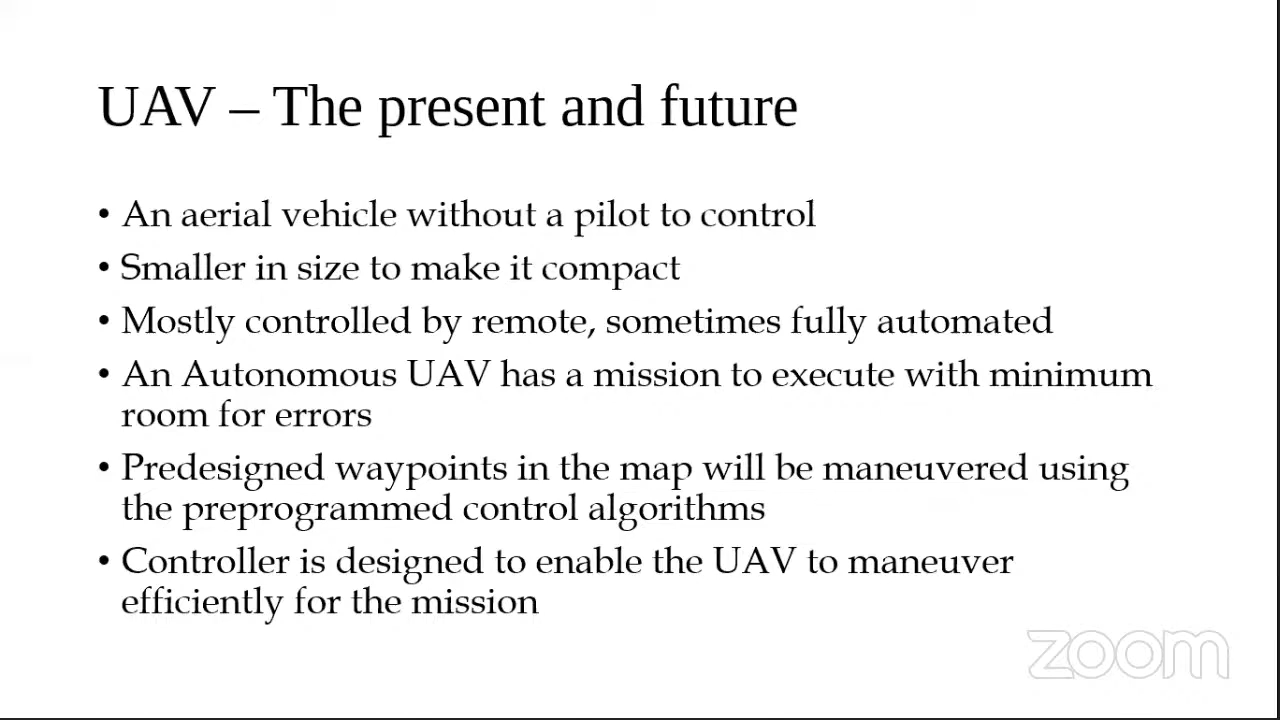 UAV – The present and future
• An aerial vehicle without a pilot to control
• Smaller in size to make it compact
• Mostly controlled by remote, sometimes fully automated
• An Autonomous UAV has a mission to execute with minimum
room for errors
• Predesigned waypoints in the map will be maneuvered using
the preprogrammed control algorithms
• Controller is designed to enable the UAV to maneuver
efficiently for the mission
zoom